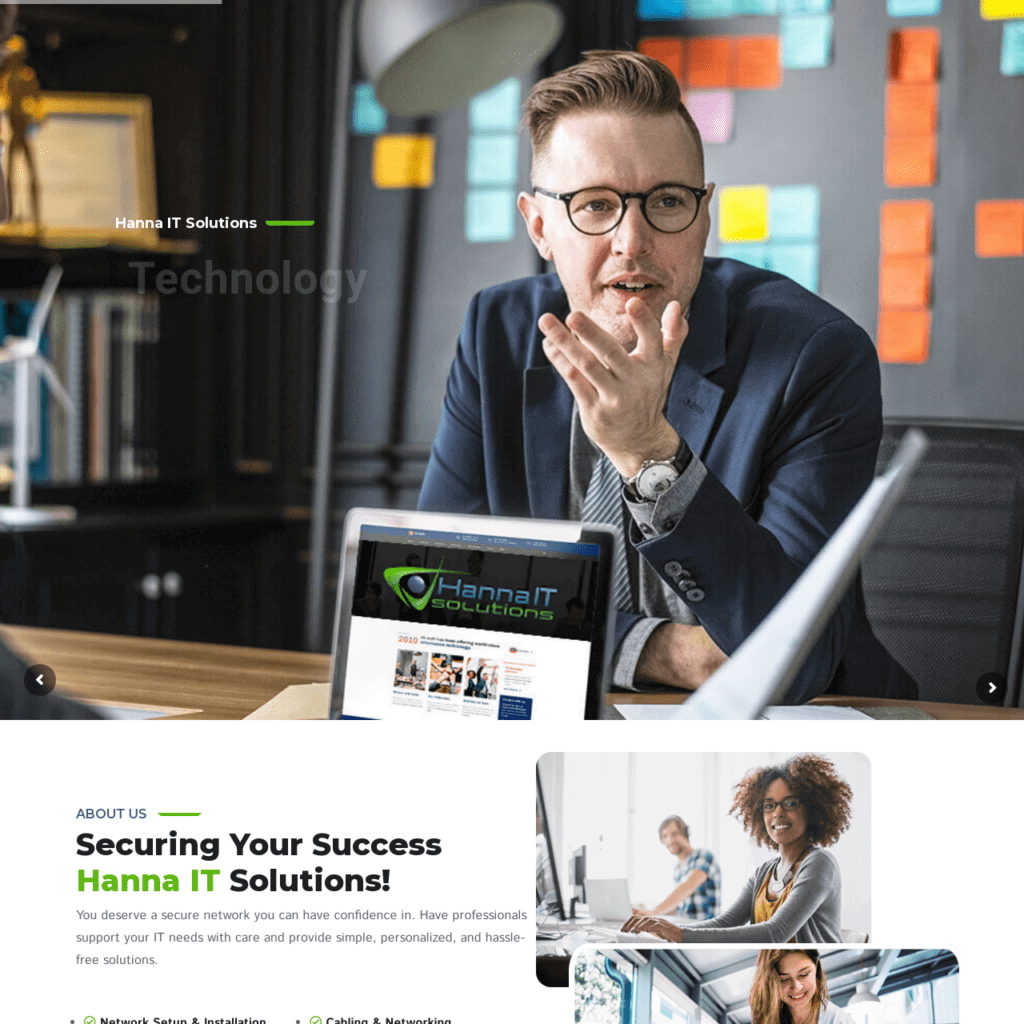 Hanna IT Solutions
Technology
Hanna IT
solutions
2010
ABOUT US
Securing Your Success
Hanna IT Solutions!
You deserve a secure network you can have confidence in. Have professionals
support your IT needs with care and provide simple, personalized, and hassle-
free solutions.
Network Setup & Installation
Cabling & Networking